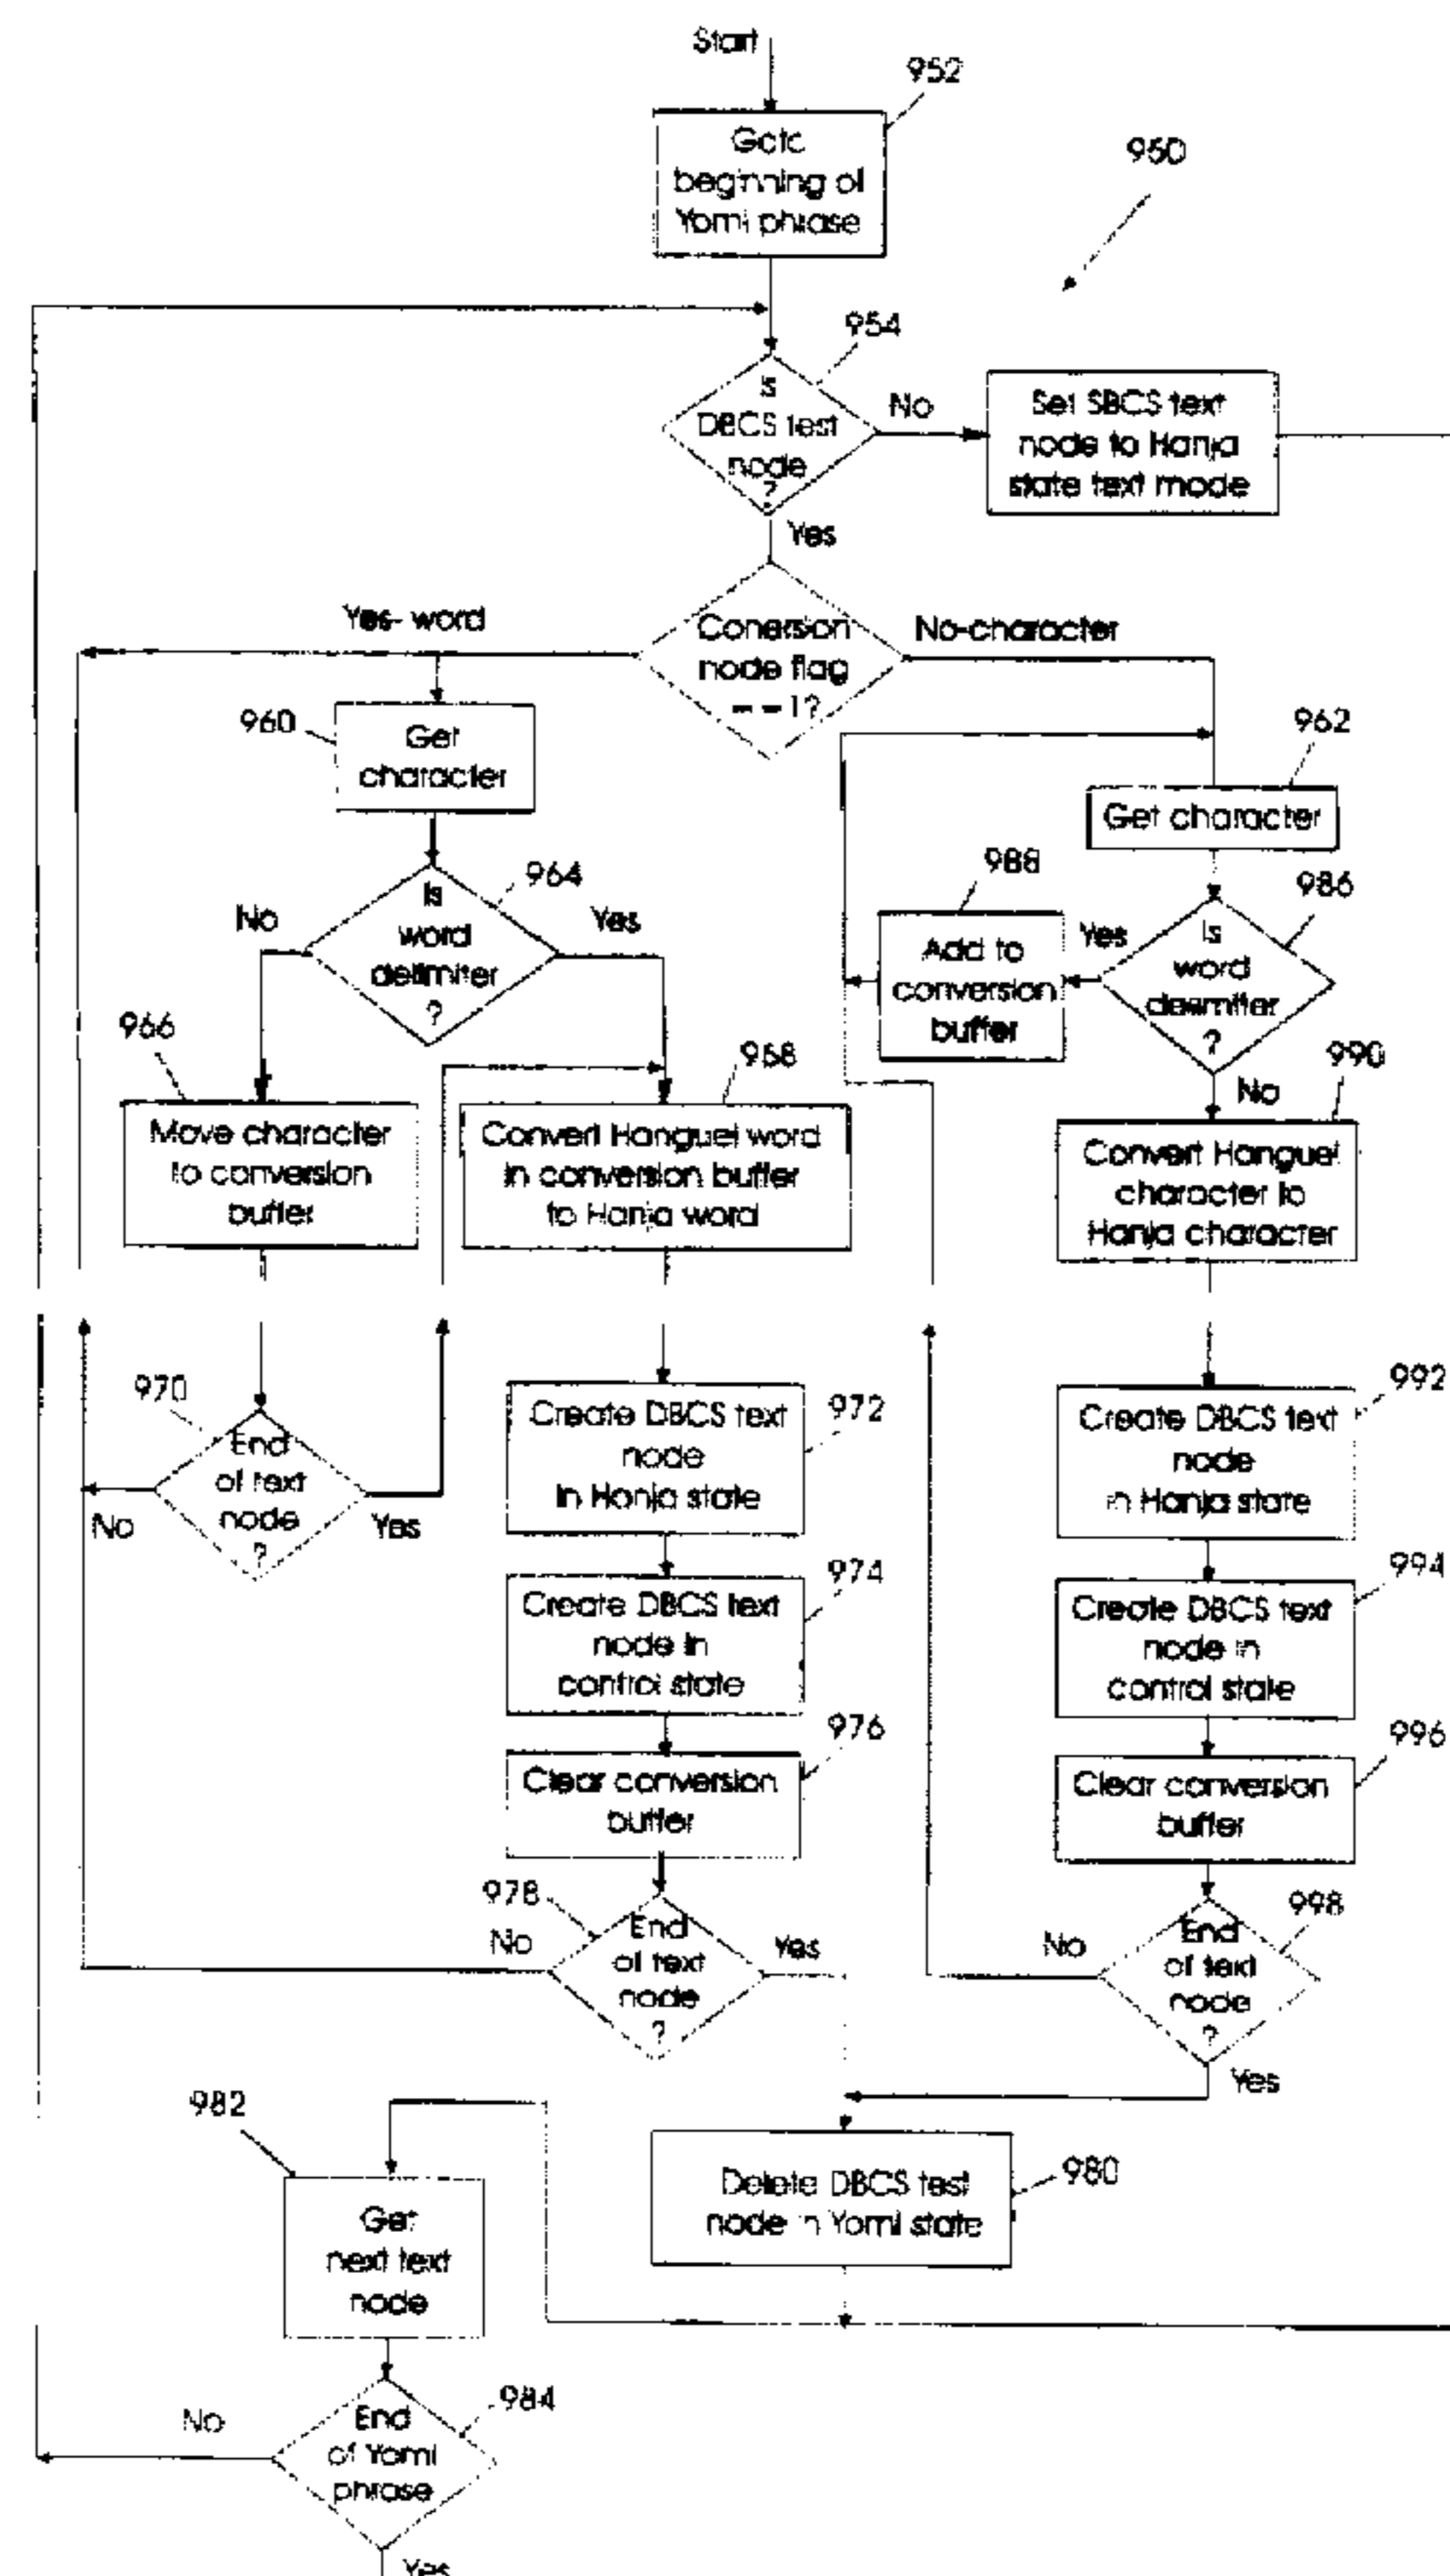 Start
952
Goto
beginning of
Yomi phrase
950
954
Is
DBCS test
node
?
No
Set SBCS text
node to Hanja
state text mode
Yes
Yes- word
Conersion
node flag
==1?
No-character
960
Get
character
962
Get character
964
Is
word
delimiter
?
No
Yes
988
Add to
conversion
buffer
Yes
986
Is
word
?
No
966
Move character
to conversion
buffer
968
Convert Hanguel word
in conversion buffer
to Hanja word
990
Convert Hanguel
character to
Hanja character
970
End
of text
node
?
No
Yes
Create DBCS text
node
in Hanja state
972
Create DBCS text
node
in Hanja state
992
Create DBCS text
node in
control state
974
Create DBCS text
node in
control state
994
Clear conversion
buffer
976
Clear conversion
buffer
996
978
End
of text
node
?
No
Yes
998
End
of text
node
?
No
Yes
982
Get
next text
node
Delete DBCS test
node in Yomi state
980
984
End
of Yomi
phrase
No
Yes